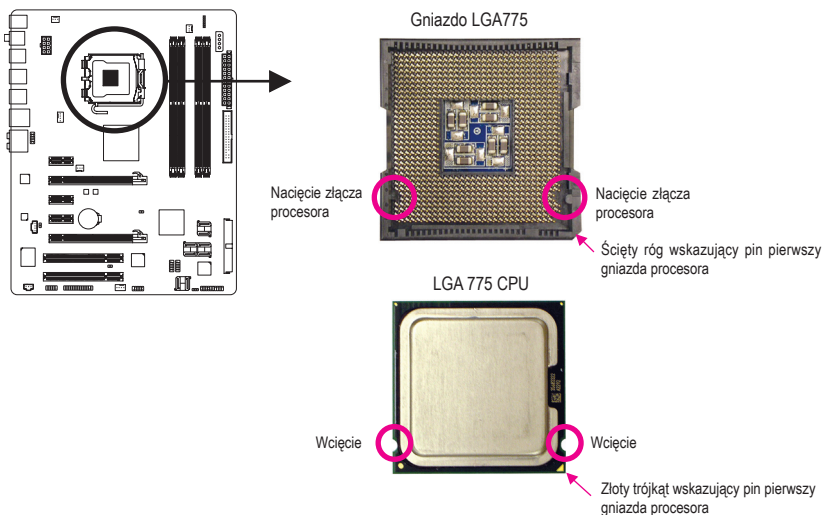 Gniazdo LGA775
Nacięcie złącza
procesora
Nacięcie złącza
procesora
Ścięty róg wskazujący pin pierwszy
gniazda procesora
LGA 775 CPU
Wcięcie
Wcięcie
Złoty trójkąt wskazujący pin pierwszy
gniazda procesora